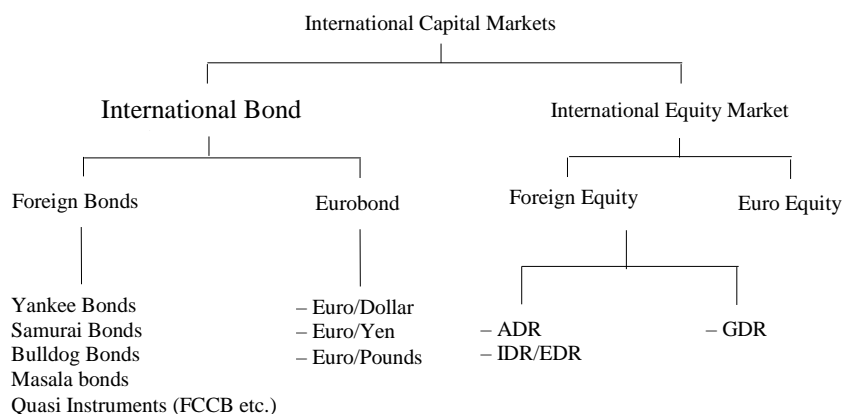 International Capital Markets
International Bond
International Equity Market
Foreign Bonds
Eurobond
Foreign Equity
Euro Equity
Yankee Bonds
Samurai Bonds
Bulldog Bonds
Masala bonds
Quasi Instruments (FCCB etc.)
– Euro/Dollar
– Euro/Yen
– Euro/Pounds
– ADR
– IDR/EDR
– GDR